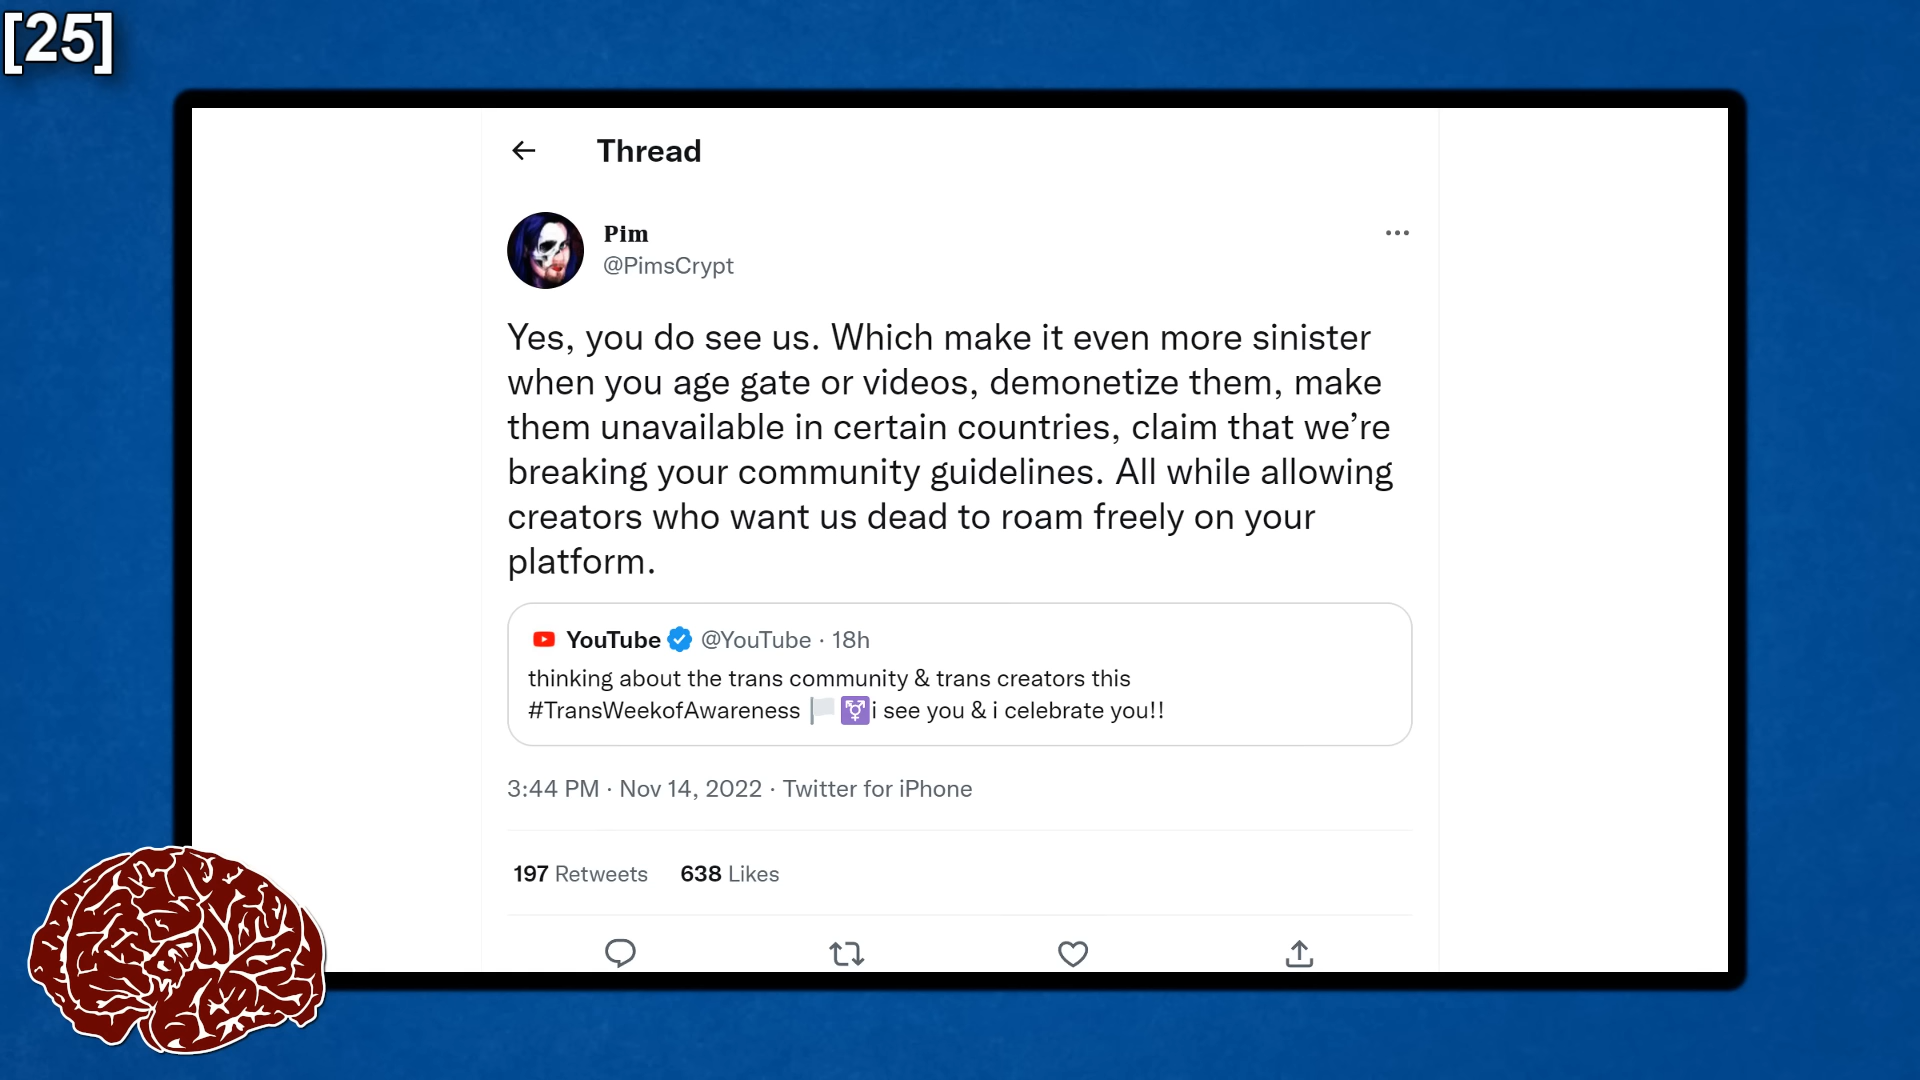 [25]
Thread
Pim
@PimsCrypt
Yes, you do see us. Which make it even more sinister
when you age gate or videos, demonetize them, make
them unavailable in certain countries, claim that we’re
breaking your community guidelines. All while allowing
creators who want us dead to roam freely on your
platform.
YouTube @YouTube · 18h
thinking about the trans community & trans creators this
#TransWeekofAwareness 🏳️⚧️i see you & i celebrate you!!
3:44 PM · Nov 14, 2022 · Twitter for iPhone
197 Retweets 638 Likes